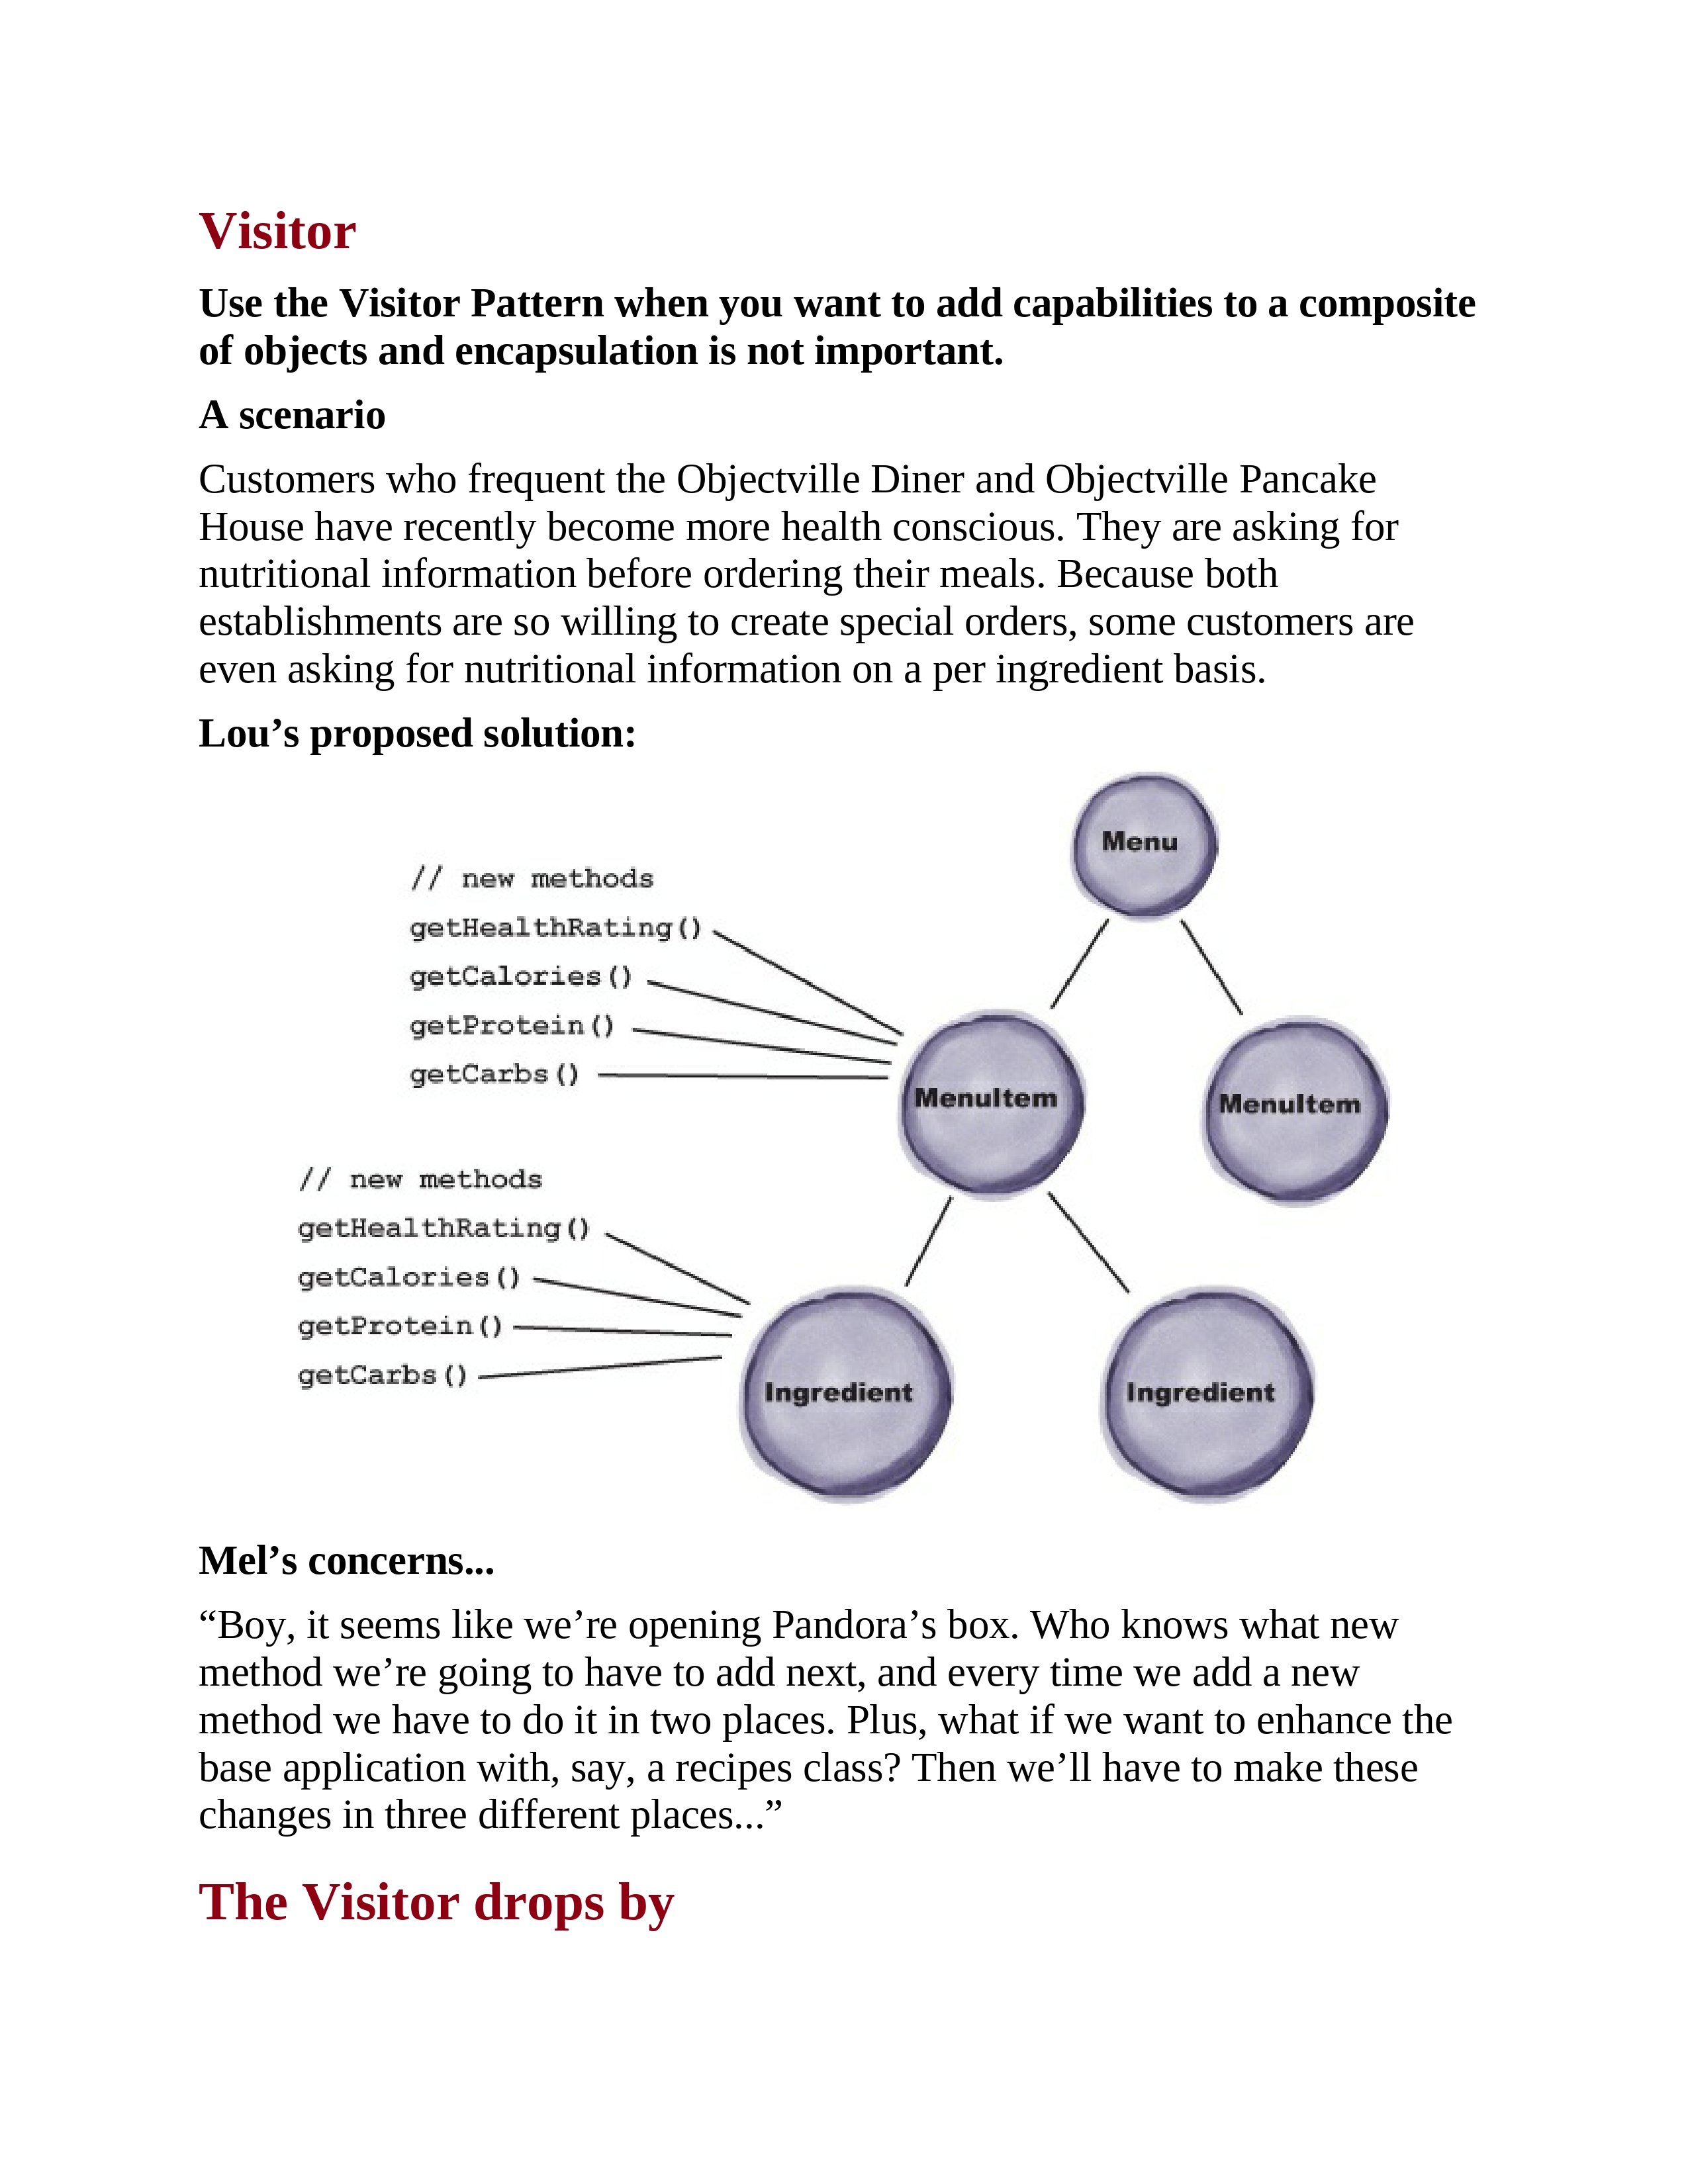 Visitor
Use the Visitor Pattern when you want to add capabilities to a composite
of objects and encapsulation is not important.
A scenario
Customers who frequent the Objectville Diner and Objectville Pancake
House have recently become more health conscious. They are asking for
nutritional information before ordering their meals. Because both
establishments are so willing to create special orders, some customers are
even asking for nutritional information on a per ingredient basis.
Lou’s proposed solution:
Menu
// new methods
getHealthRating()
getCalories()
getProtein()
getCarbs()
MenuItem
MenuItem
// new methods
getHealthRating()
getCalories()
getProtein()
getCarbs()
Ingredient
Ingredient
Mel’s concerns...
“Boy, it seems like we’re opening Pandora’s box. Who knows what new
method we’re going to have to add next, and every time we add a new
method we have to do it in two places. Plus, what if we want to enhance the
base application with, say, a recipes class? Then we’ll have to make these
changes in three different places...”
The Visitor drops by